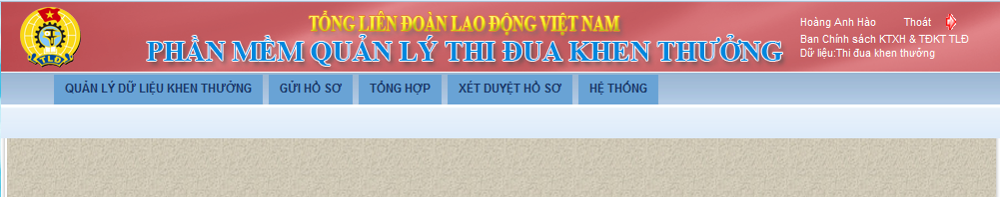 TỔNG LIÊN ĐOÀN LAO ĐỘNG VIỆT NAM
PHẦN MỀM QUẢN LÝ THI ĐUA KHEN THƯỞNG
TLĐ
Hoàng Anh Hào Thoát
Ban Chính sách KTXH & TĐKT TLĐ
Dữ liệu:Thi đua khen thưởng
QUẢN LÝ DỮ LIỆU KHEN THƯỞNG GỬI HỒ SƠ TỔNG HỢP XÉT DUYỆT HỒ SƠ HỆ THỐNG